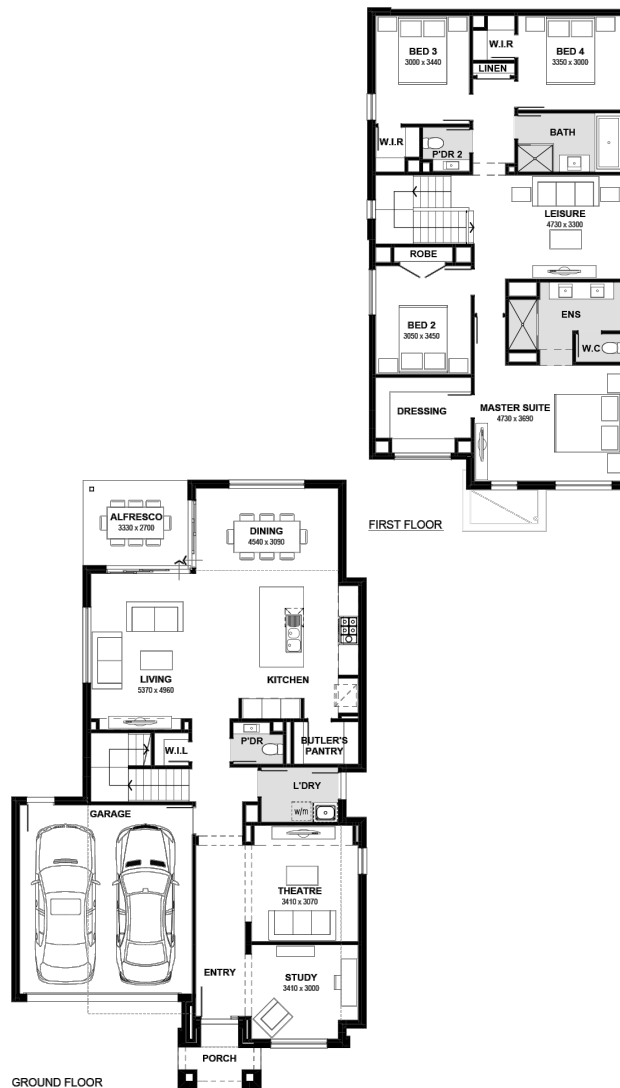 BED 3
3000 x 3440
W.I.R
BED 4
3350 x 3000
LINEN
W.I.R
P'DR 2
BATH
LEISURE
4730 x 3300
ROBE
BED 2
3050 x 3450
ENS
W.C
DRESSING
MASTER SUITE
4730 x 3690
FIRST FLOOR
ALFRESCO
3330 x 2700
DINING
4540 x 3090
LIVING
5370 x 4960
KITCHEN
W.I.L
P'DR
BUTLER'S
PANTRY
L'DRY
w/m
GARAGE
THEATRE
3410 x 3070
ENTRY
STUDY
3410 x 3000
PORCH
GROUND FLOOR